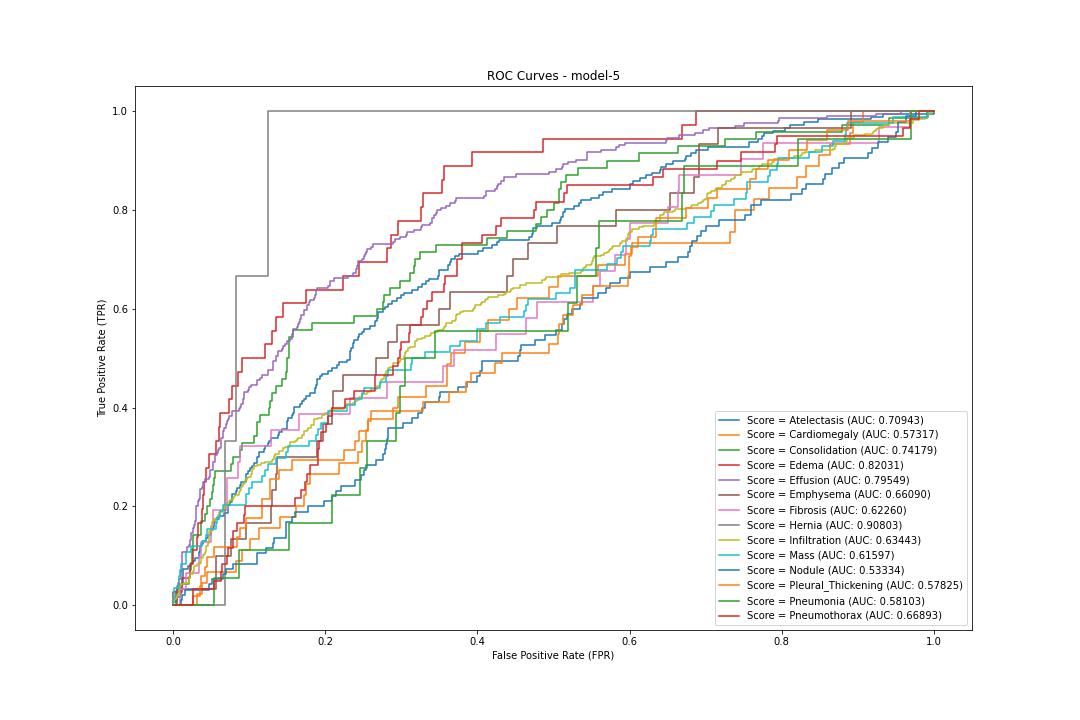 ROC Curves - model-5
True Positive Rate (TPR)
1.0
0.8
0.6
0.4
0.2
0.0
Score = Atelectasis (AUC: 0.70943)
Score = Cardiomegaly (AUC: 0.57317)
Score = Consolidation (AUC: 0.74179)
Score = Edema (AUC: 0.82031)
Score = Effusion (AUC: 0.79549)
Score = Emphysema (AUC: 0.66090)
Score = Fibrosis (AUC: 0.62260)
Score = Hernia (AUC: 0.90803)
Score = Infiltration (AUC: 0.63443)
Score = Mass (AUC: 0.61597)
Score = Nodule (AUC: 0.53334)
Score = Pleural_Thickening (AUC: 0.57825)
Score = Pneumonia (AUC: 0.58103)
Score = Pneumothorax (AUC: 0.66893)
0.0 0.2 0.4 0.6 0.8 1.0
False Positive Rate (FPR)